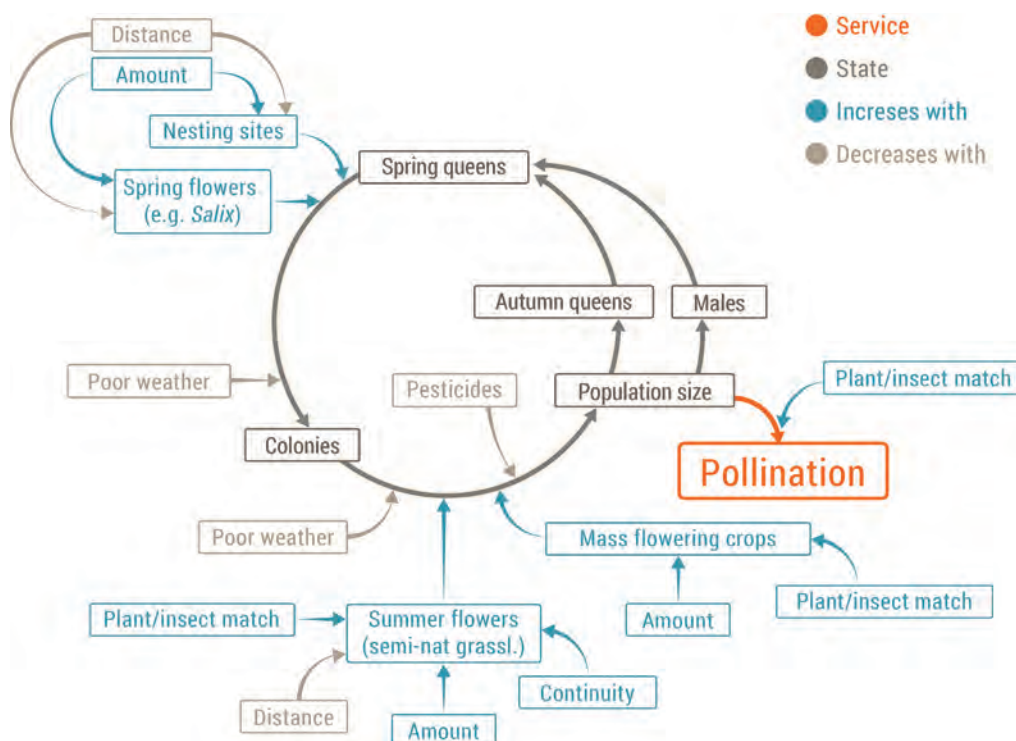 Distance
Amount
Nesting sites
Spring flowers
(e.g. Salix)
Spring queens
Service
State
Increses with
Decreases with
Autumn queens
Males
Poor weather
Pesticides
Population size
Plant/insect match
Colonies
Pollination
Poor weather
Mass flowering crops
Plant/insect match
Summer flowers
(semi-nat grassl.)
Amount
Plant/insect match
Continuity
Distance
Amount